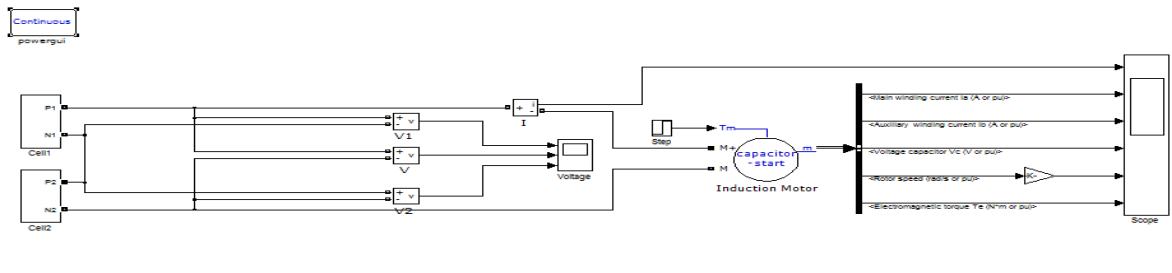 Continuous
powergui
P1
N1
Cell1
P2
N2
Cell2
+
-
v
V1
+
-
v
V
+
-
v
V2
Voltage
+
-
i
I
Step
Tm
M+
M
m
capacitor
-start
Induction Motor
<Main winding current Ia (A or pu)>
<Auxiliary winding current Ib (A or pu)>
<Voltage capacitor Vc (V or pu)>
<Rotor speed (rad/s or pu)>
-K-
<Electromagnetic torque Te (N*m or pu)>
Scope